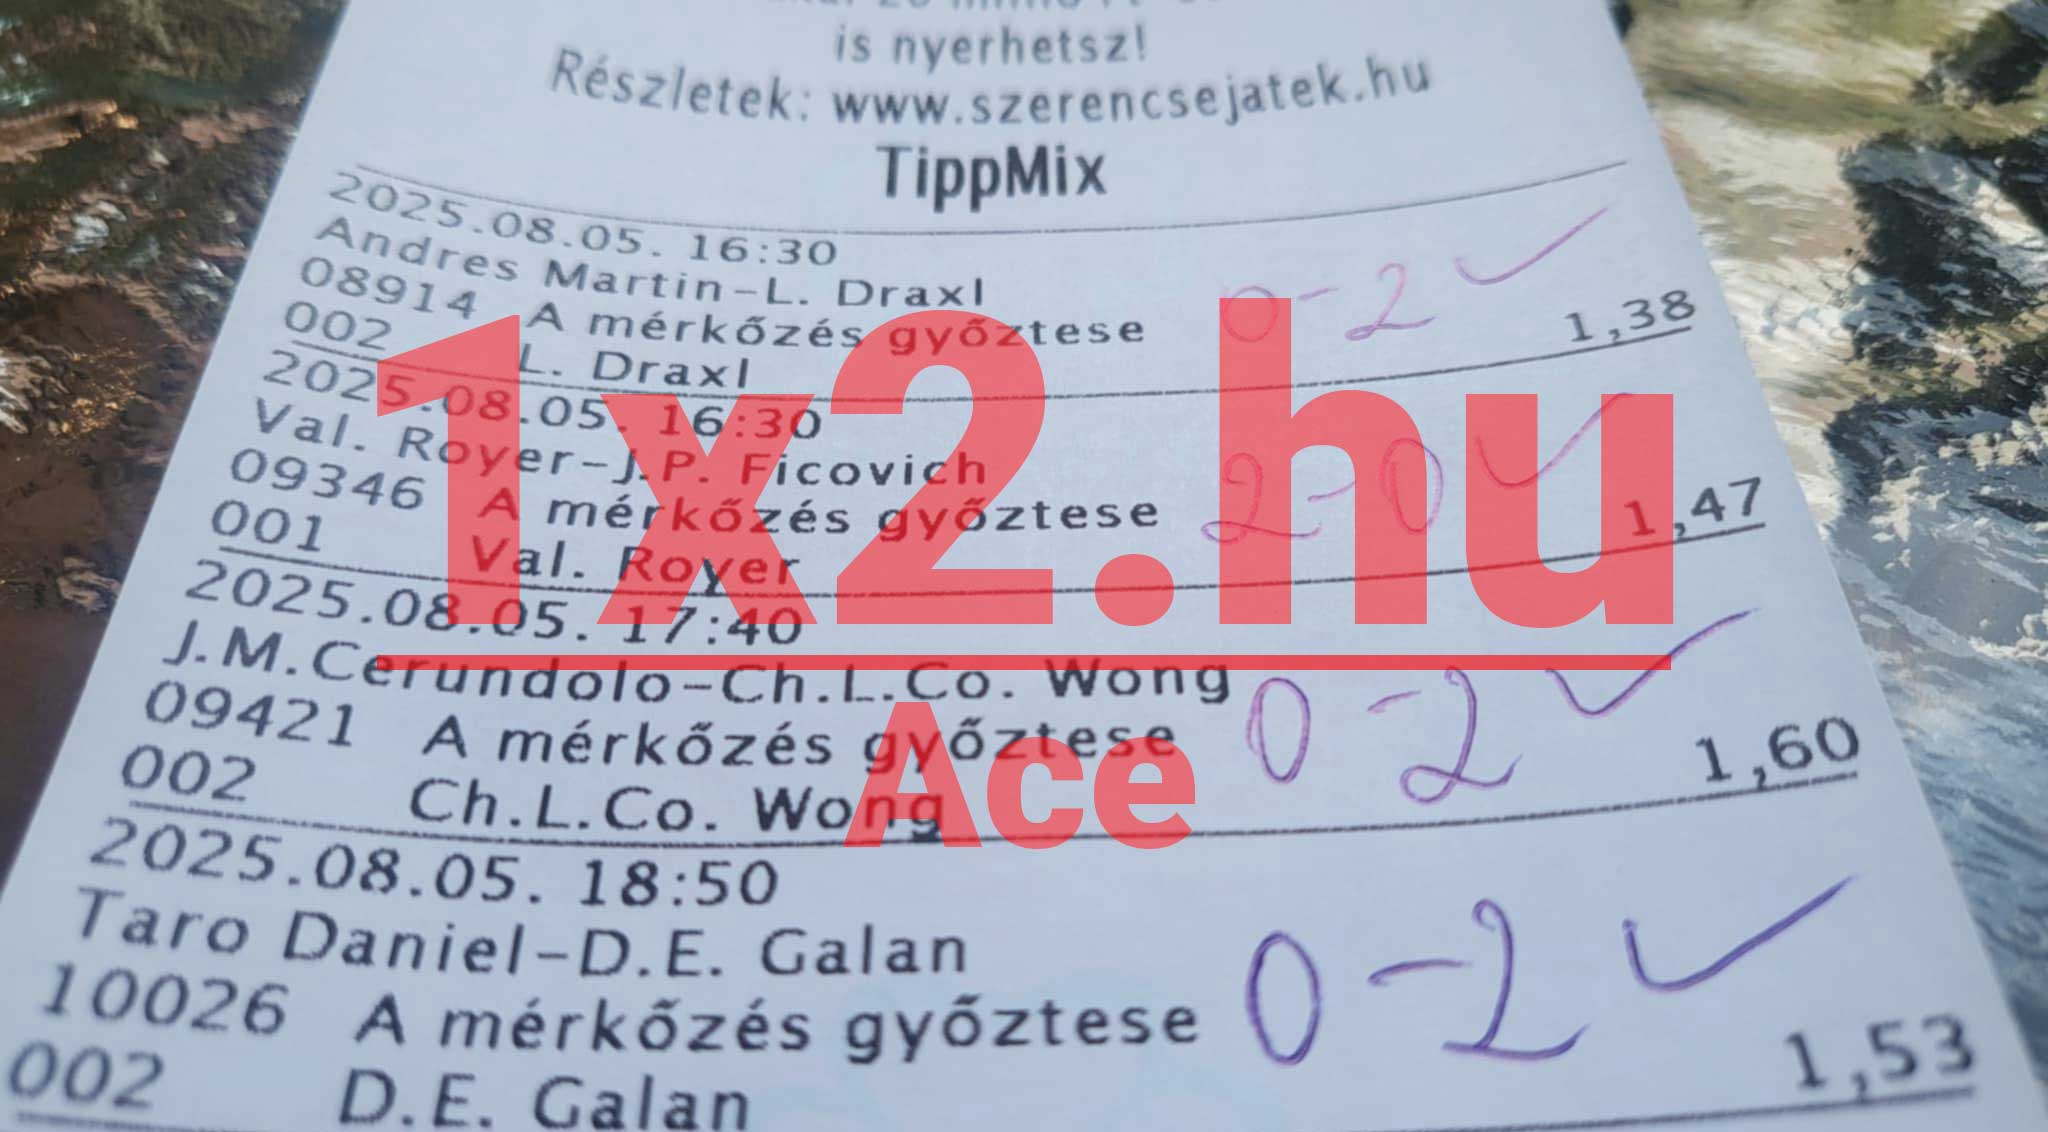 is nyerhetsz!
Részletek: www.szerencsejatek.hu
TippMix
2025.08.05. 16:30
Andres Martin-L. Draxl
08914 A mérkőzés győztese 0-2 ✓
002 L. Draxl 1,38
2025.08.05. 16:30
Val. Royer-J.P. Ficovich
09346 A mérkőzés győztese 2-0 ✓
001 Val. Royer 1,47
2025.08.05. 17:40
J.M.Cerundolo-Ch.L.Co. Wong
09421 A mérkőzés győztese 0-2 ✓
002 Ch.L.Co. Wong 1,60
2025.08.05. 18:50
Taro Daniel-D.E. Galan
10026 A mérkőzés győztese 0-2 ✓
002 D.E. Galan 1,53
1x2.hu
Ace